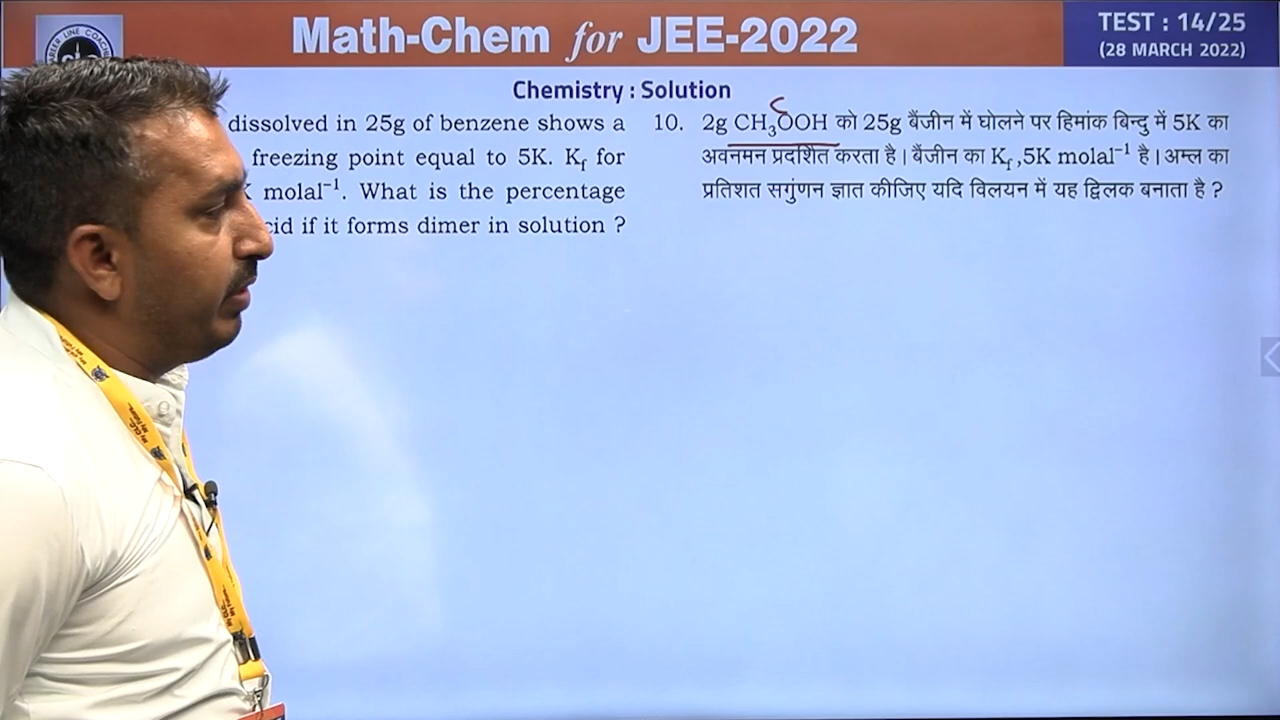 Math-Chem for JEE-2022
TEST : 14/25
(28 MARCH 2022)
Chemistry : Solution
dissolved in 25g of benzene shows a
freezing point equal to 5K. Kf for
molal⁻¹. What is the percentage
if it forms dimer in solution ?
10. 2g CH₃OOH को 25g बैंजीन में घोलने पर हिमांक बिन्दु में 5K का
C
अवनमन प्रदर्शित करता है। बैंजीन का Kf ,5K molal⁻¹ है। अम्ल का
प्रतिशत सगुंणन ज्ञात कीजिए यदि विलयन में यह द्विलक बनाता है ?